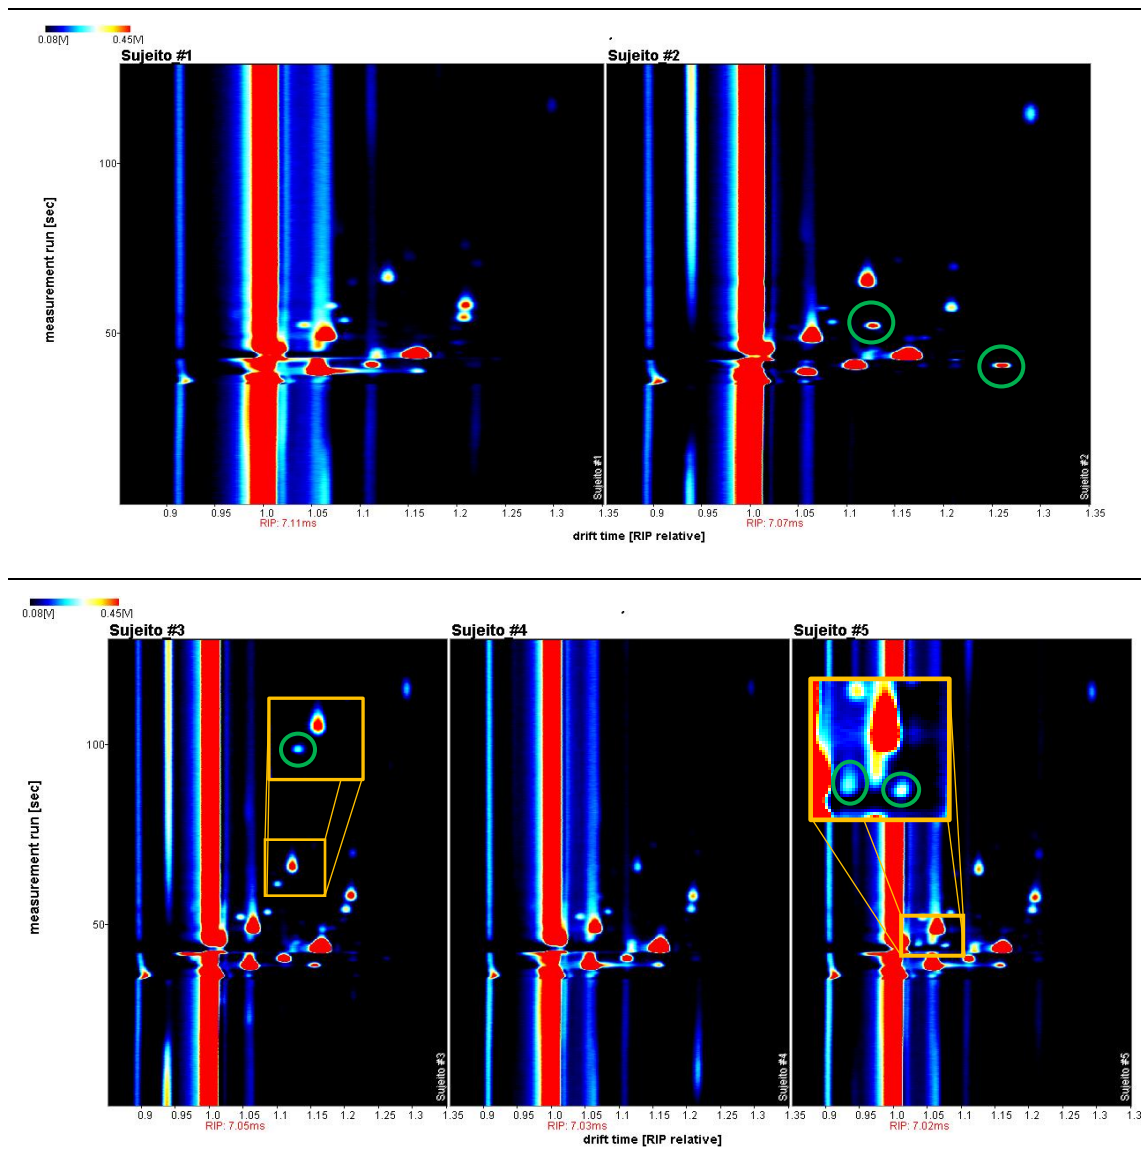 0.08[V] 0.45[V]
Sujeito_#1 Sujeito_#2
measurement run [sec]
100
50
Sujeito #1
Sujeito #2
0.9 0.95 1.0 1.05 1.1 1.15 1.2 1.25 1.3 1.35 0.9 0.95 1.0 1.05 1.1 1.15 1.2 1.25 1.3 1.35
RIP: 7.11ms RIP: 7.07ms
drift time [RIP relative]
0.08[V] 0.45[V]
Sujeito_#3 Sujeito_#4 Sujeito_#5
measurement run [sec]
100
50
Sujeito #3
Sujeito #4
Sujeito #5
0.9 0.95 1.0 1.05 1.1 1.15 1.2 1.25 1.3 1.35 0.9 0.95 1.0 1.05 1.1 1.15 1.2 1.25 1.3 1.35 0.9 0.95 1.0 1.05 1.1 1.15 1.2 1.25 1.3 1.3
RIP: 7.05ms RIP: 7.03ms RIP: 7.02ms
drift time [RIP relative]